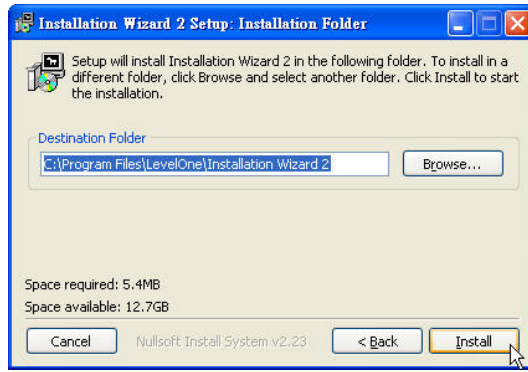 Installation Wizard 2 Setup: Installation Folder
Setup will install Installation Wizard 2 in the following folder. To install in a
different folder, click Browse and select another folder. Click Install to start
the installation.
Destination Folder
C:\Program Files\LevelOne\Installation Wizard 2
Browse...
Space required: 5.4MB
Space available: 12.7GB
Cancel
Nullsoft Install System v2.23
< Back
Install